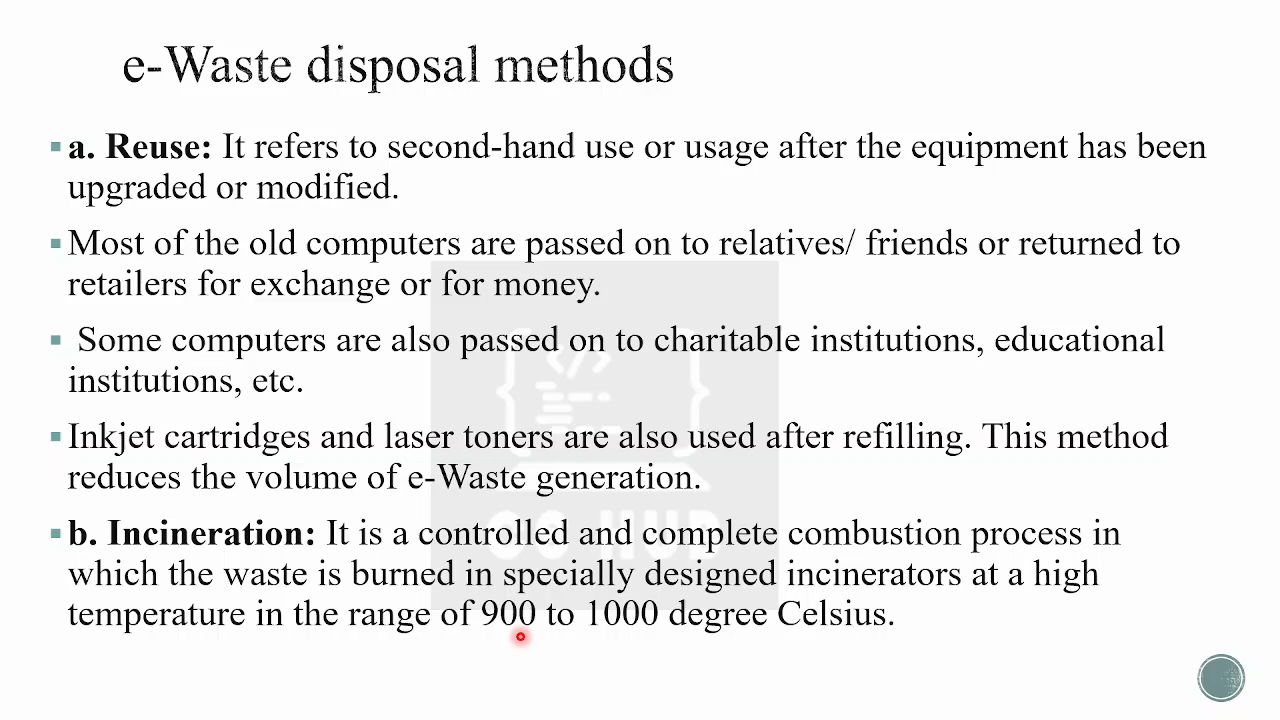 e-Waste disposal methods
a. Reuse: It refers to second-hand use or usage after the equipment has been
upgraded or modified.
Most of the old computers are passed on to relatives/ friends or returned to
retailers for exchange or for money.
Some computers are also passed on to charitable institutions, educational
institutions, etc.
Inkjet cartridges and laser toners are also used after refilling. This method
reduces the volume of e-Waste generation.
b. Incineration: It is a controlled and complete combustion process in
which the waste is burned in specially designed incinerators at a high
temperature in the range of 900 to 1000 degree Celsius.